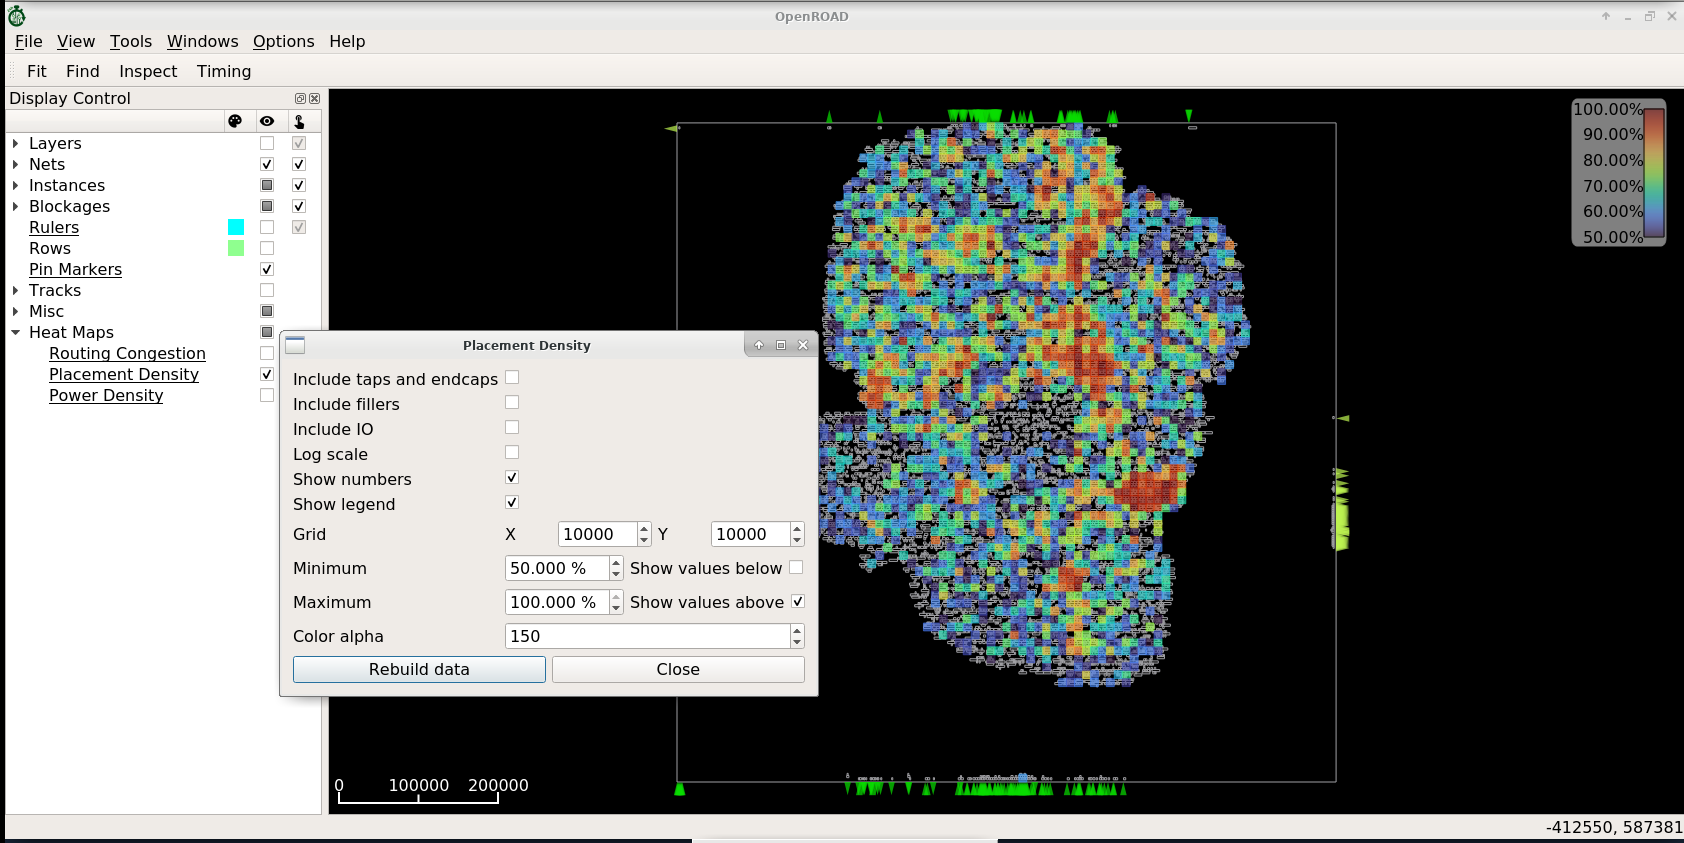 OpenROAD
File View Tools Windows Options Help
Fit Find Inspect Timing
Display Control
Layers
Nets
Instances
Blockages
Rulers
Rows
Pin Markers
Tracks
Misc
Heat Maps
Routing Congestion
Placement Density
Power Density
Placement Density
Include taps and endcaps
Include fillers
Include IO
Log scale
Show numbers
Show legend
Grid X 10000 Y 10000
Minimum 50.000 % Show values below
Maximum 100.000 % Show values above
Color alpha 150
Rebuild data Close
100.00%
90.00%
80.00%
70.00%
60.00%
50.00%
0 100000 200000
-412550, 587381